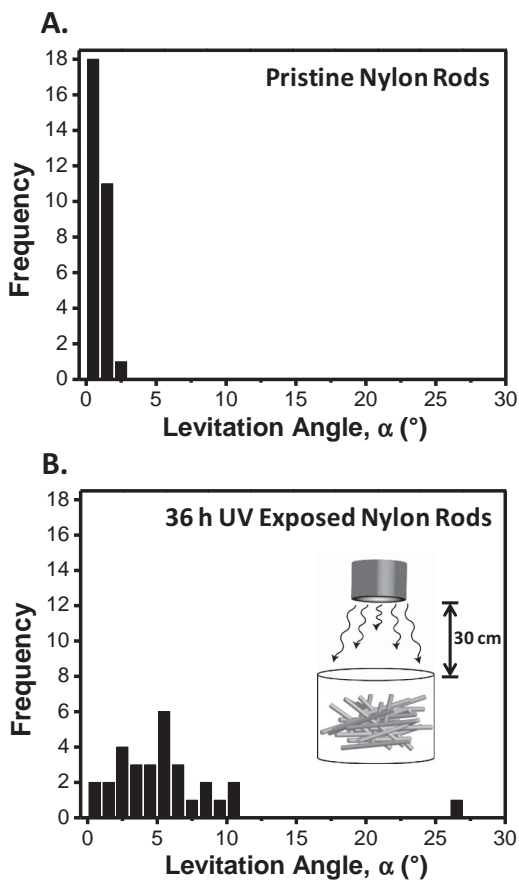 A.
Pristine Nylon Rods
18
16
14
12
10
8
6
4
2
0
Frequency
0 5 10 15 20 25 30
Levitation Angle, α (°)
B.
36 h UV Exposed Nylon Rods
18
16
14
12
10
8
6
4
2
0
Frequency
30 cm
0 5 10 15 20 25 30
Levitation Angle, α (°)